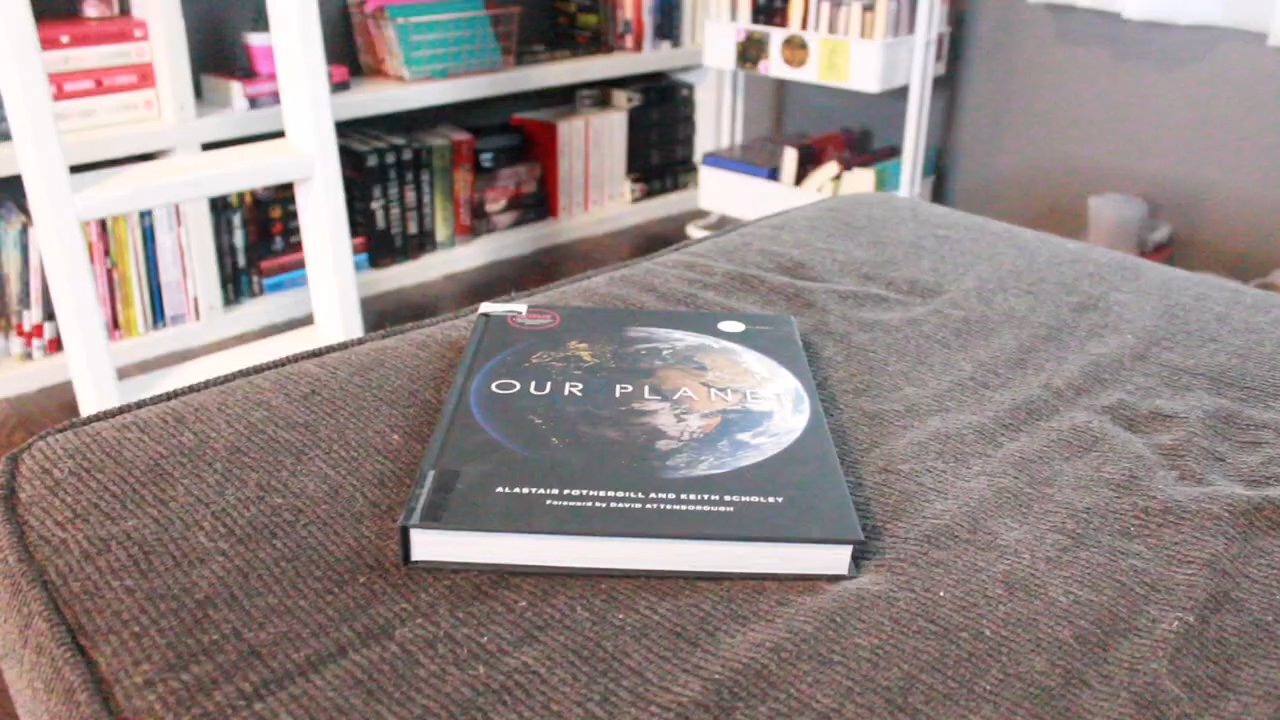 OUR PLANET
ALASTAIR FOTHERGILL AND KEITH SCHOLEY
Foreword by DAVID ATTENBOROUGH